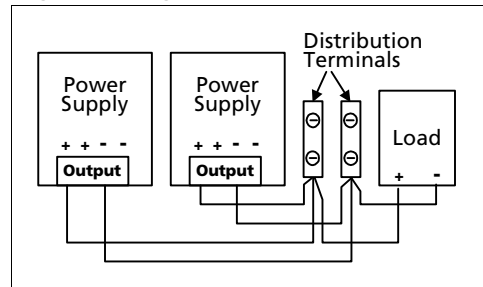 Distribution
Terminals
Power
Supply
+ + - -
Output
Power
Supply
+ + - -
Output
Load
+ -